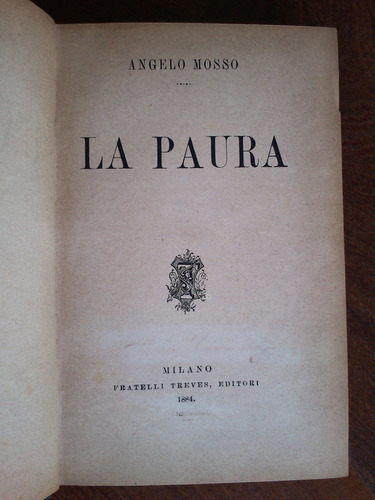 ANGELO MOSSO
LA PAURA
MILANO
FRATELLI TREVES, EDITORI
1884.